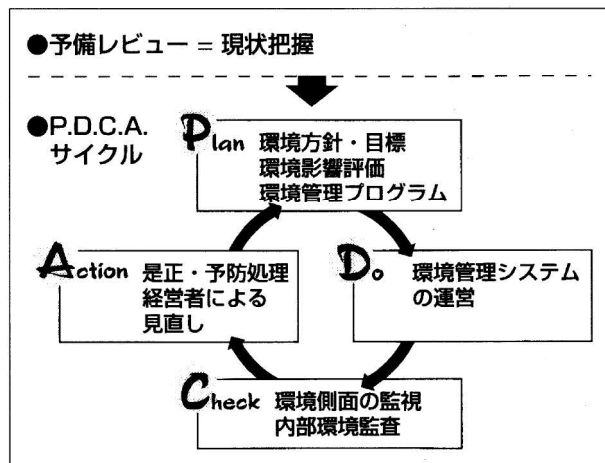 ●予備レビュー = 現状把握
●P.D.C.A.
サイクル
Plan 環境方針・目標
環境影響評価
環境管理プログラム
Action 是正・予防処理
経営者による
見直し
Do 環境管理システム
の運営
Check 環境側面の監視
内部環境監査